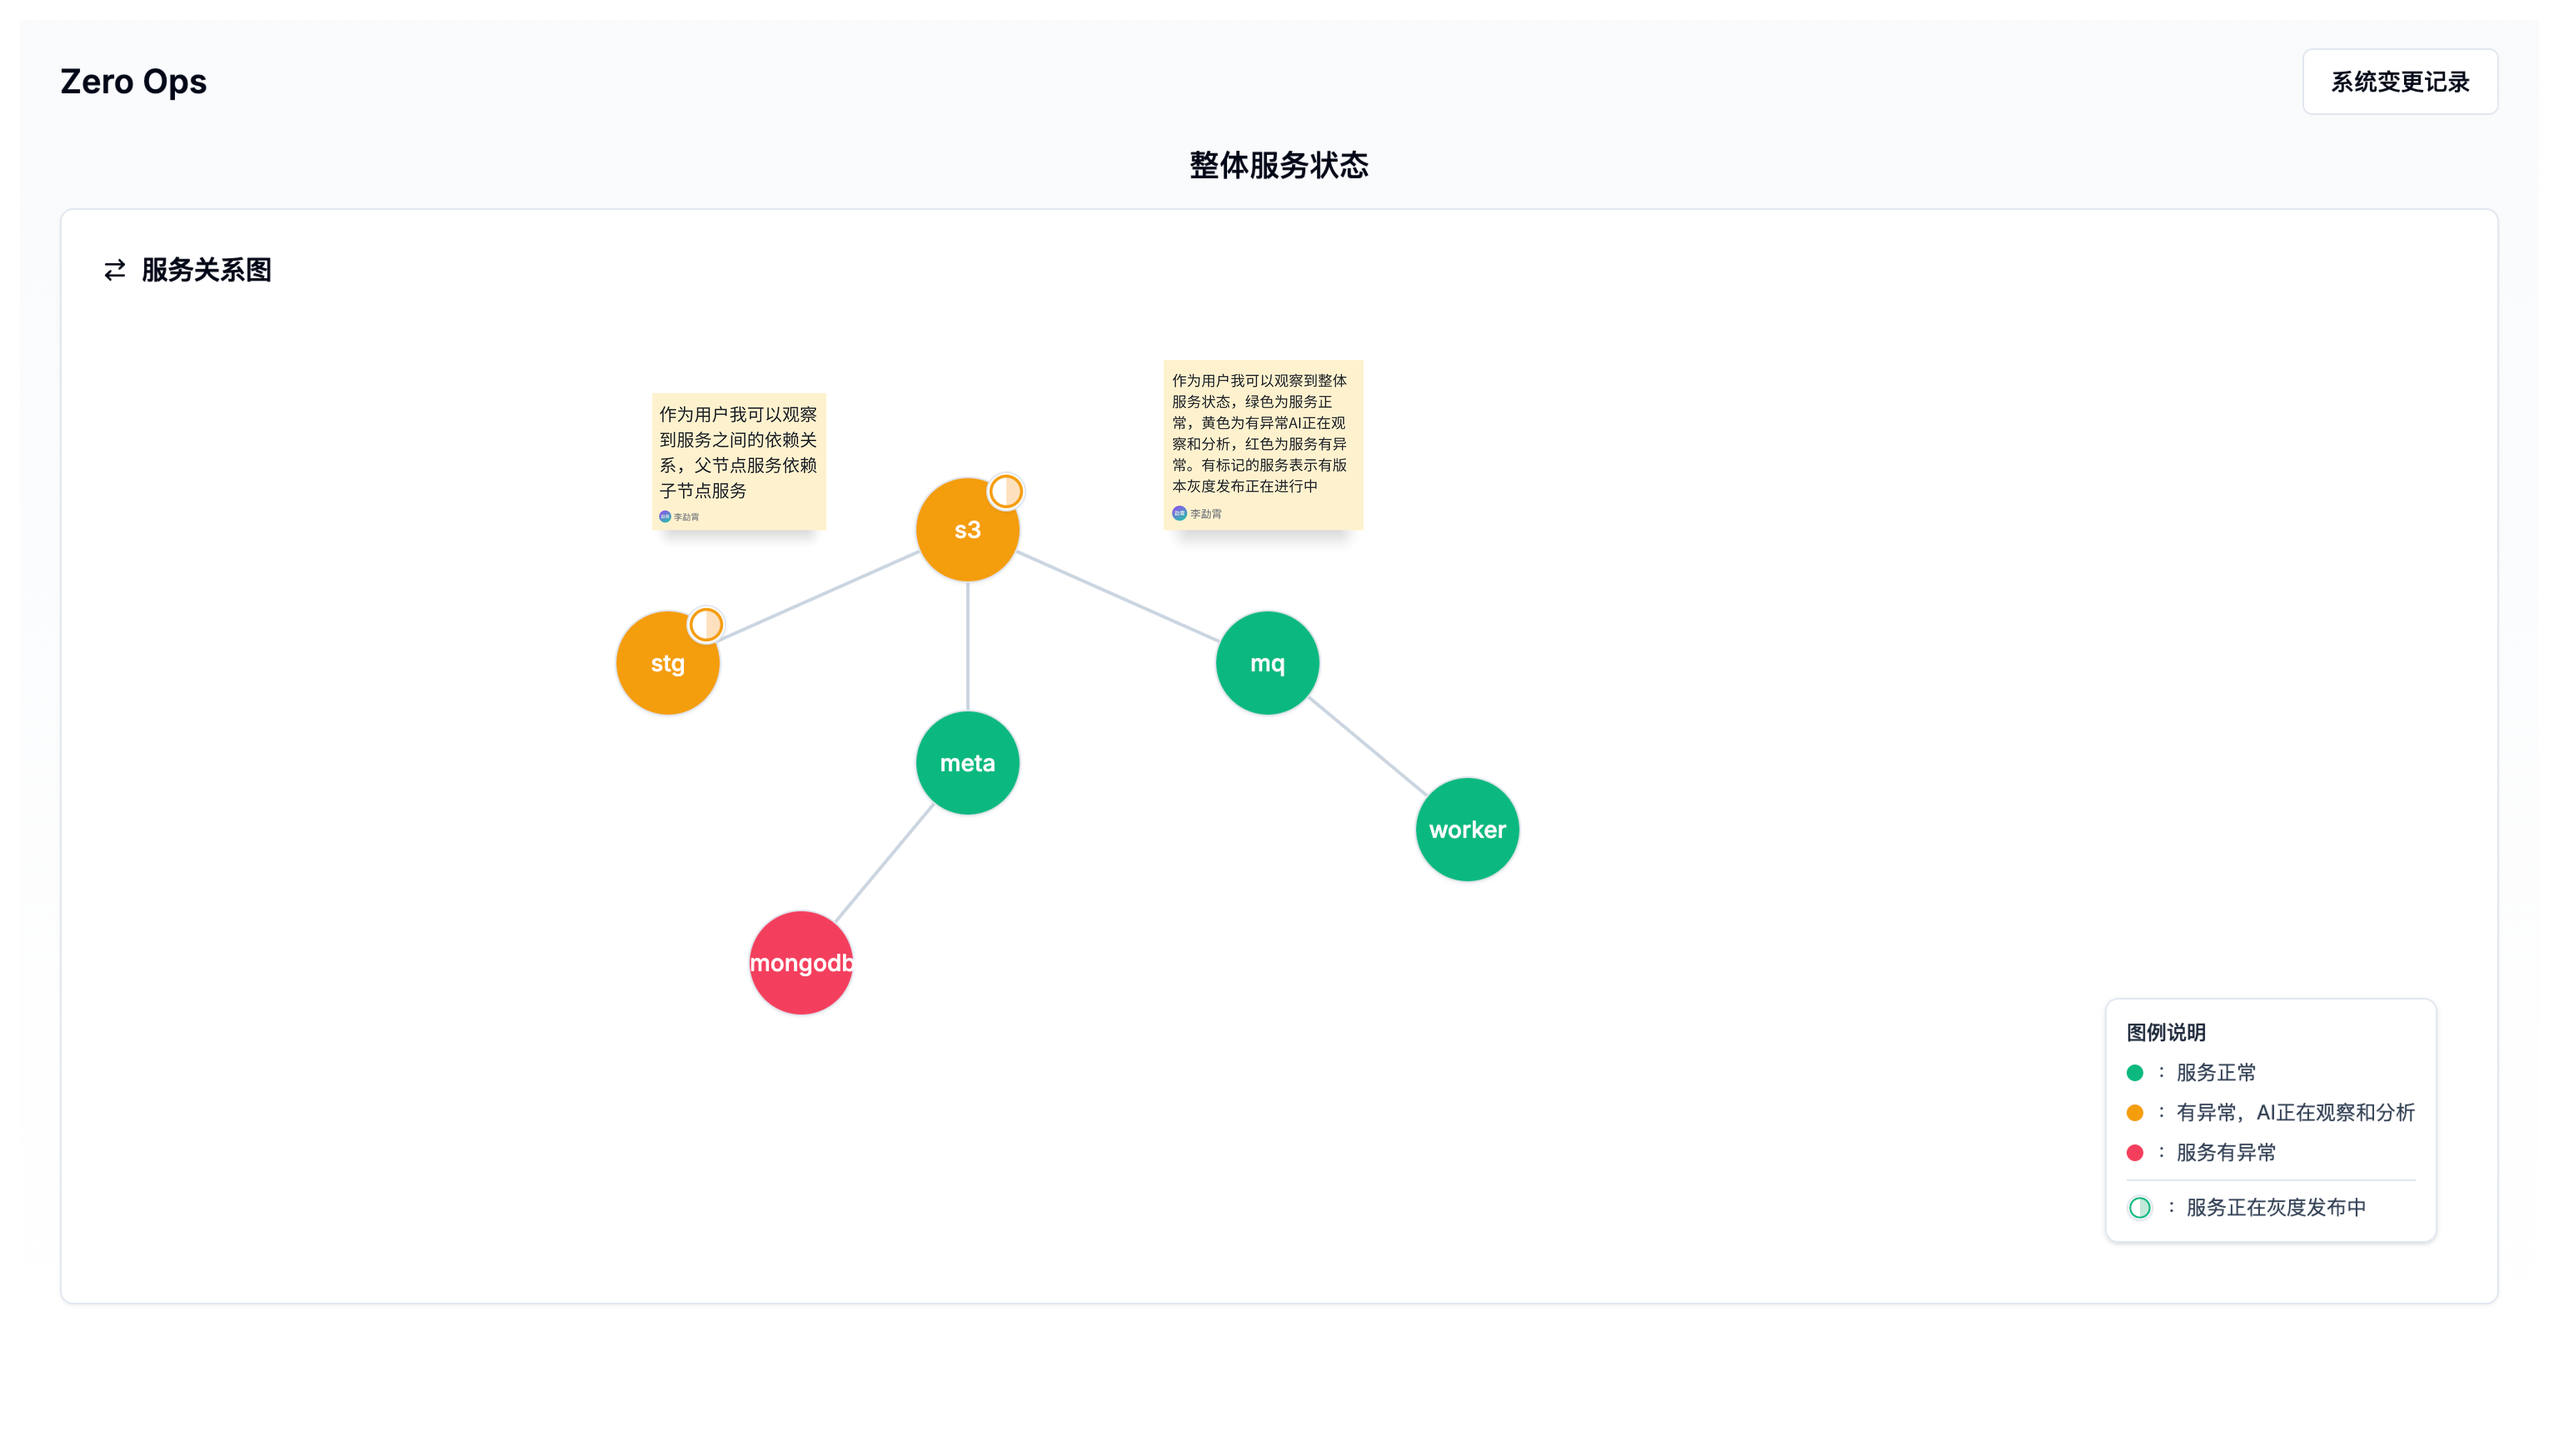 Zero Ops
系统变更记录
整体服务状态
服务关系图
作为用户我可以观察
到服务之间的依赖关
系，父节点服务依赖
子节点服务
李勐霄
作为用户我可以观察到整体
服务状态，绿色为服务正
常，黄色为有异常AI正在观
察和分析，红色为服务有异
常。有标记的服务表示有版
本灰度发布正在进行中
李勐霄
s3
stg
mq
meta
worker
mongodb
图例说明
：服务正常
：有异常，AI正在观察和分析
：服务有异常
：服务正在灰度发布中